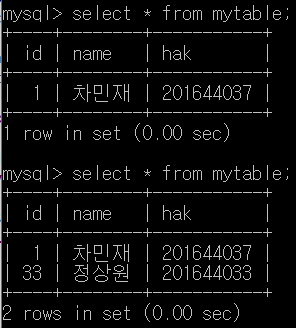 mysql> select * from mytable;
+----+--------+-----------+
| id | name | hak |
+----+--------+-----------+
| 1 | 차민재 | 201644037 |
+----+--------+-----------+
1 row in set (0.00 sec)
mysql> select * from mytable;
+----+--------+-----------+
| id | name | hak |
+----+--------+-----------+
| 1 | 차민재 | 201644037 |
| 33 | 정상원 | 201644033 |
+----+--------+-----------+
2 rows in set (0.00 sec)